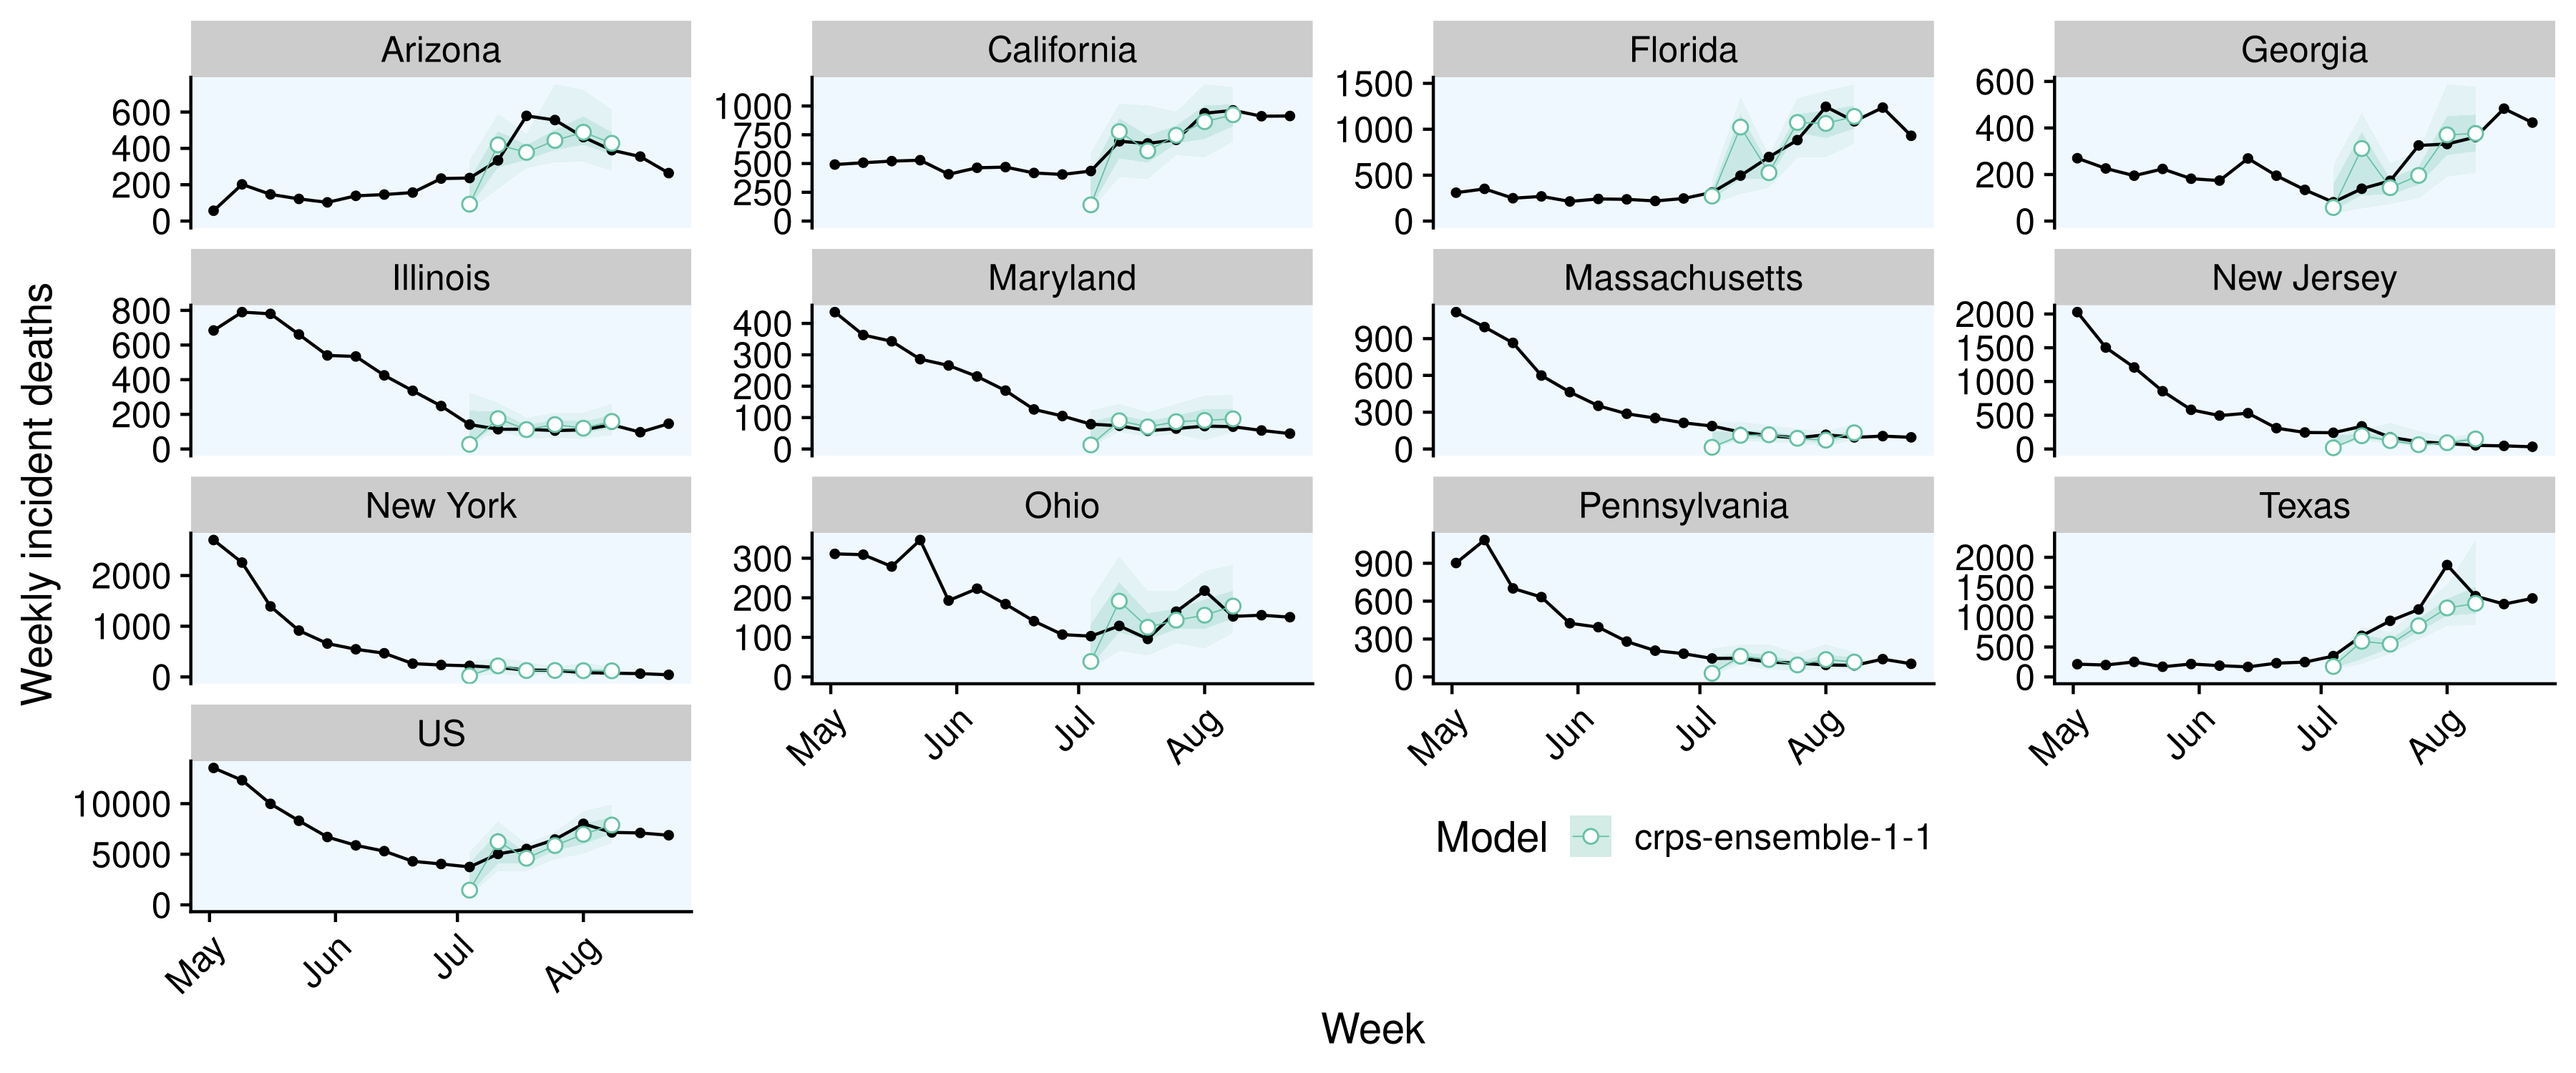 Arizona California Florida Georgia
600 400 200 0
1000 750 500 250 0
1500 1000 500 0
600 400 200 0
Illinois Maryland Massachusetts New Jersey
800 600 400 200 0
400 300 200 100 0
900 600 300 0
2000 1500 1000 500 0
Weekly incident deaths
New York Ohio Pennsylvania Texas
2000 1000 0
300 200 100 0
900 600 300 0
2000 1500 1000 500 0
May Jun Jul Aug
May Jun Jul Aug
May Jun Jul Aug
US
10000 5000 0
May Jun Jul Aug
Model crps-ensemble-1-1
Week